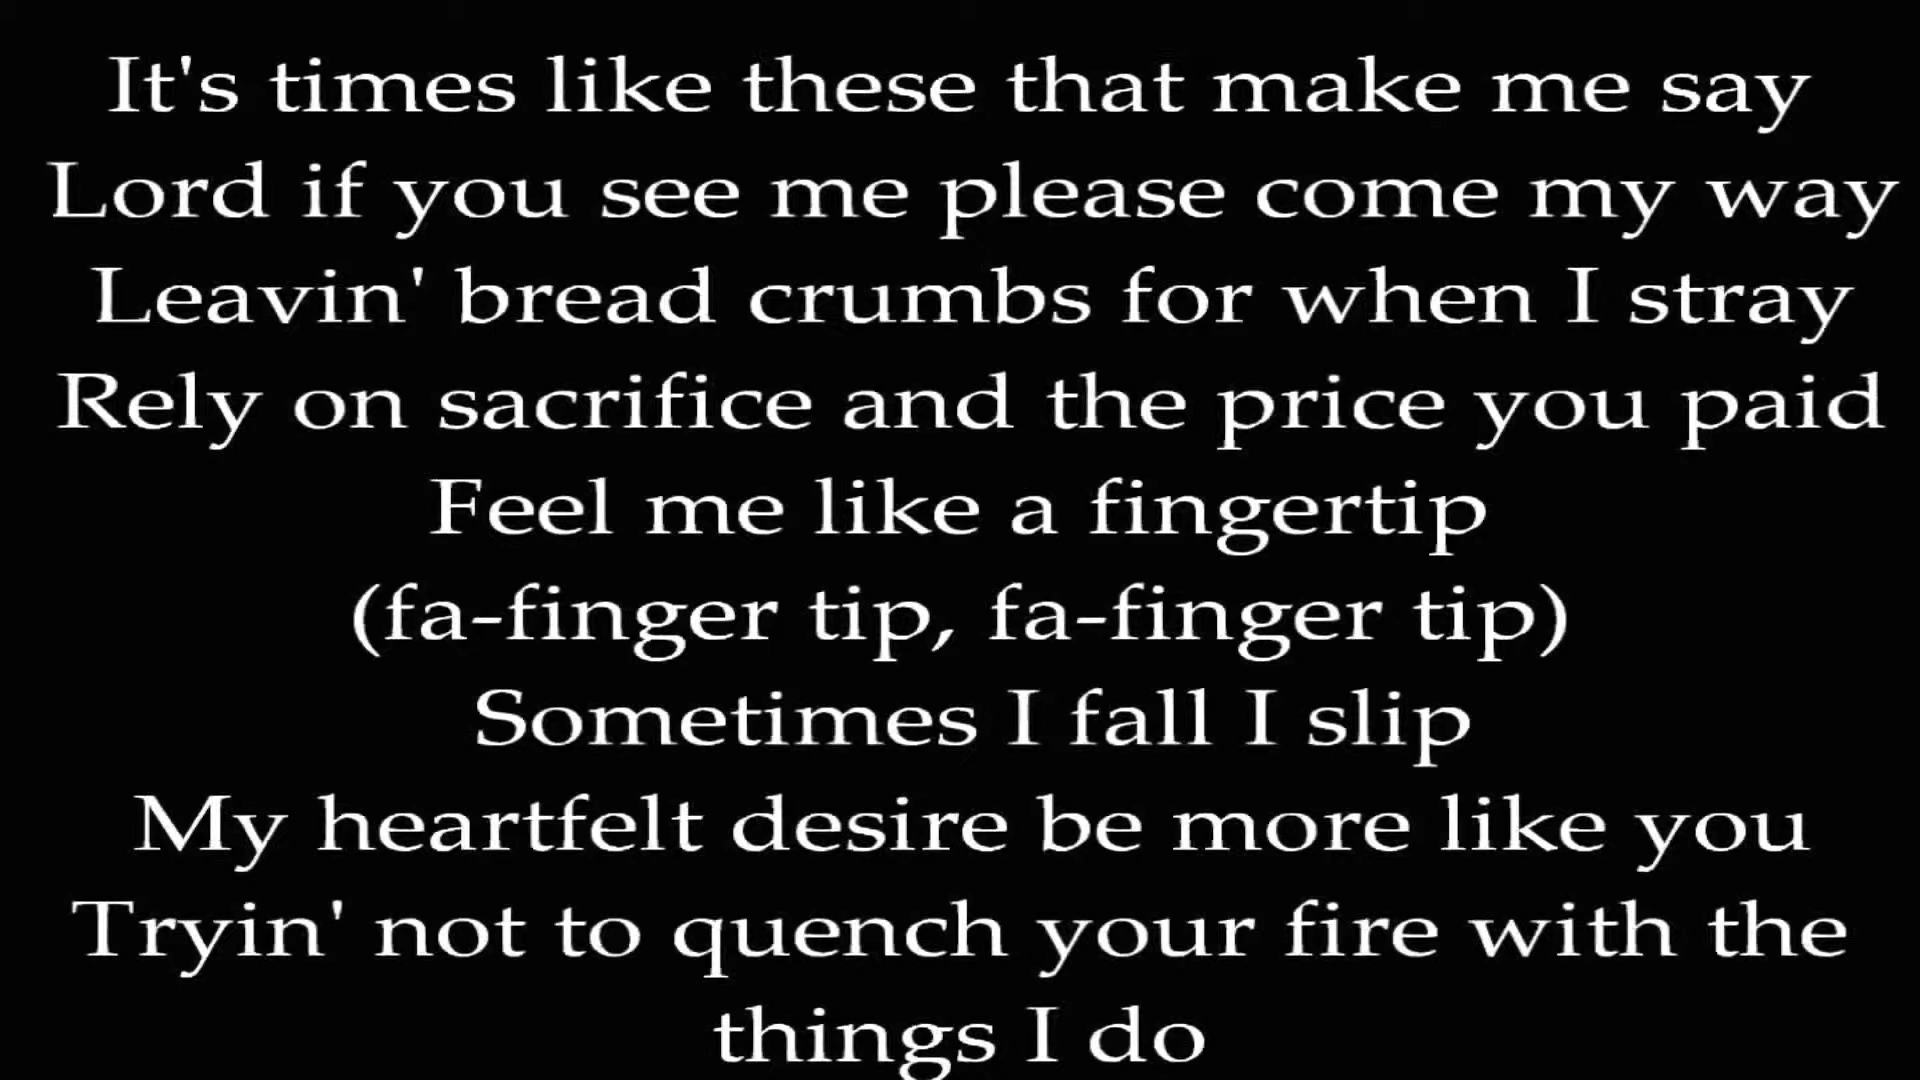 It's times like these that make me say
Lord if you see me please come my way
Leavin' bread crumbs for when I stray
Rely on sacrifice and the price you paid
Feel me like a fingertip
(fa-finger tip, fa-finger tip)
Sometimes I fall I slip
My heartfelt desire be more like you
Tryin' not to quench your fire with the
things I do